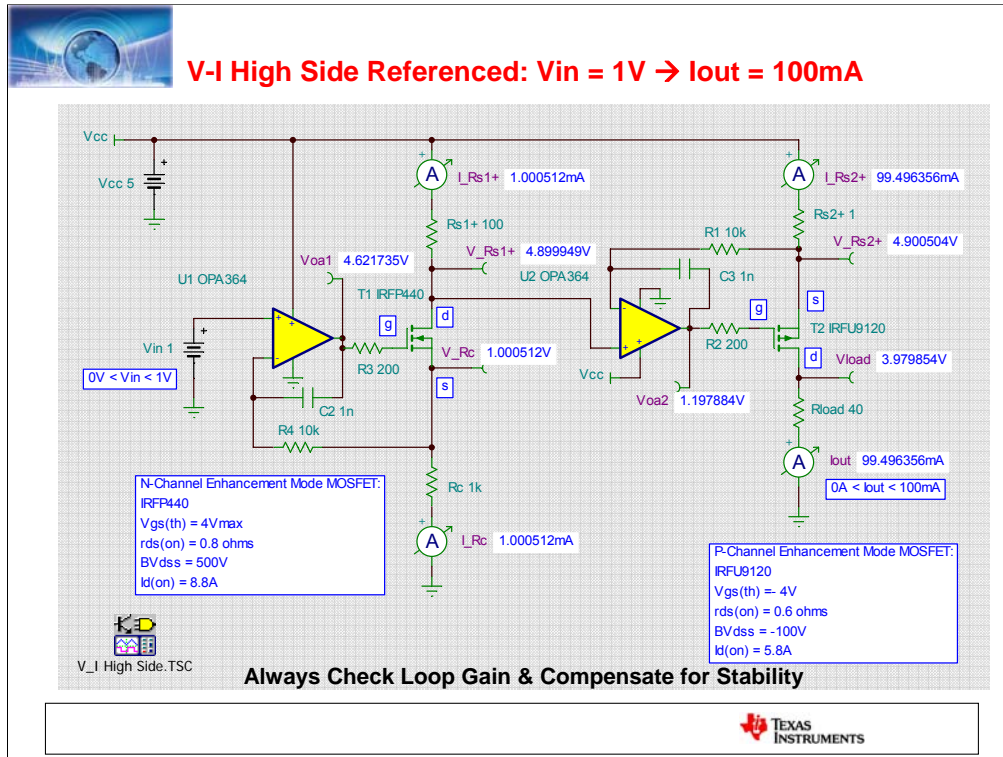 V-I High Side Referenced: Vin = 1V → Iout = 100mA
Vcc
Vcc 5
I_Rs1+ 1.000512mA
Rs1+ 100
V_Rs1+ 4.899949V
I_Rs2+ 99.496356mA
Rs2+ 1
V_Rs2+ 4.900504V
R1 10k
C3 1n
Voa1 4.621735V
U1 OPA364
U2 OPA364
T1 IRFP440
d
g
s
Vin 1
0V < Vin < 1V
R3 200
V_Rc 1.000512V
C2 1n
R4 10k
Vcc
Voa2 1.197884V
R2 200
g
s
T2 IRFU9120
d
Vload 3.979854V
Rload 40
Iout 99.496356mA
0A < Iout < 100mA
Rc 1k
I_Rc 1.000512mA
N-Channel Enhancement Mode MOSFET:
IRFP440
Vgs(th) = 4Vmax
rds(on) = 0.8 ohms
BVdss = 500V
Id(on) = 8.8A
P-Channel Enhancement Mode MOSFET:
IRFU9120
Vgs(th) =- 4V
rds(on) = 0.6 ohms
BVdss = -100V
Id(on) = 5.8A
V_I High Side.TSC
Always Check Loop Gain & Compensate for Stability
TEXAS
INSTRUMENTS